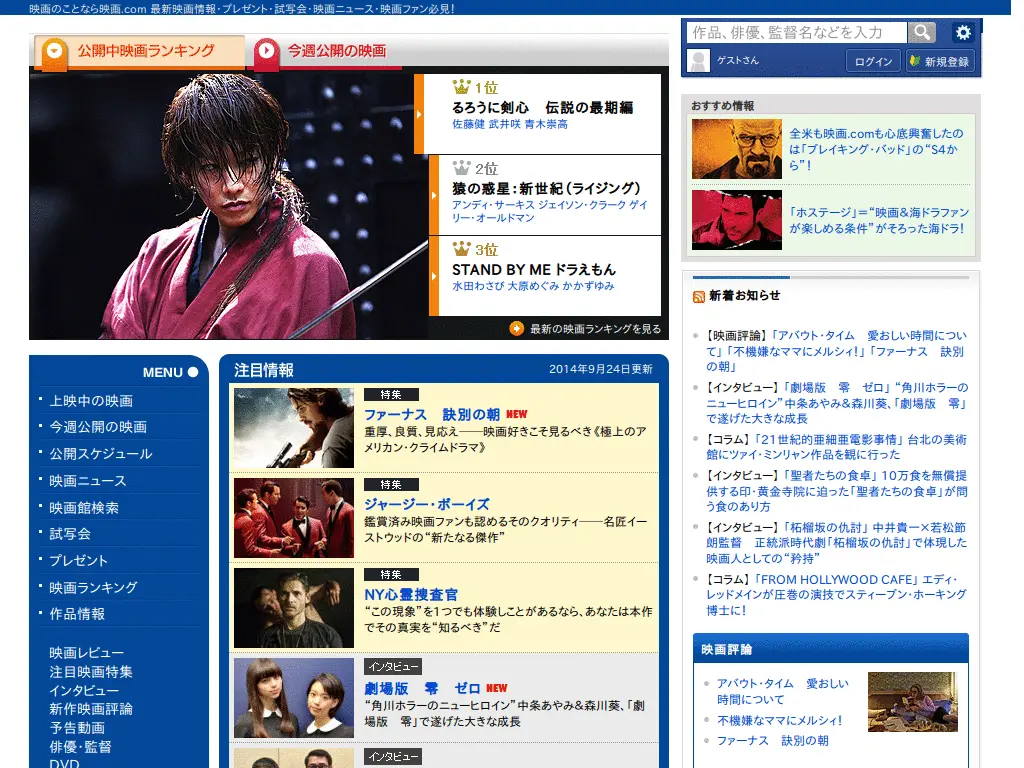 映画のことなら映画.com 最新映画情報・プレゼント・試写会・映画ニュース・映画ファン必見!
公開中映画ランキング
今週公開の映画
1位
るろうに剣心　伝説の最期編
佐藤健 武井咲 青木崇高
2位
猿の惑星:新世紀(ライジング)
アンディ・サーキス ジェイソン・クラーク ゲイ
リー・オールドマン
3位
STAND BY ME ドラえもん
水田わさび 大原めぐみ かかずゆみ
最新の映画ランキングを見る
作品、俳優、監督名などを入力
ゲストさん
ログイン
新規登録
おすすめ情報
全米も映画.comも心底興奮したの
は「ブレイキング・バッド」の“S4か
ら”!
「ホステージ」=“映画&海ドラファン
が楽しめる条件”がそろった海ドラ!
新着お知らせ
【映画評論】「アバウト・タイム　愛おしい時間につい
て」「不機嫌なママにメルシィ!」「ファーナス　訣別
の朝」
【インタビュー】「劇場版　零　ゼロ」 “角川ホラーの
ニューヒロイン”中条あやみ&森川葵、「劇場版　零」
で遂げた大きな成長
【コラム】「21世紀的亜細亜電影事情」 台北の美術
館にツァイ・ミンリャン作品を観に行った
【インタビュー】「聖者たちの食卓」 10万食を無償提
供する印・黄金寺院に迫った「聖者たちの食卓」が問
う食のあり方
【インタビュー】「柘榴坂の仇討」 中井貴一×若松節
朗監督　正統派時代劇「柘榴坂の仇討」で体現した
映画人としての“矜持”
【コラム】「FROM HOLLYWOOD CAFE」 エディ・
レッドメインが圧巻の演技でスティーブン・ホーキング
博士に!
映画評論
アバウト・タイム　愛おしい
時間について
不機嫌なママにメルシィ!
ファーナス　訣別の朝
MENU
上映中の映画
今週公開の映画
公開スケジュール
映画ニュース
映画館検索
試写会
プレゼント
映画ランキング
作品情報
映画レビュー
注目映画特集
インタビュー
新作映画評論
予告動画
俳優・監督
DVD
注目情報
2014年9月24日更新
特集
ファーナス　訣別の朝 NEW
重厚、良質、見応え──映画好きこそ見るべき《極上のア
メリカン・クライムドラマ》
特集
ジャージー・ボーイズ
鑑賞済み映画ファンも認めるそのクオリティ──名匠イー
ストウッドの“新たなる傑作”
特集
NY心霊捜査官
“この現象”を1つでも体験しことがあるなら、あなたは本作
でその真実を“知るべき”だ
インタビュー
劇場版　零　ゼロ NEW
“角川ホラーのニューヒロイン”中条あやみ&森川葵、「劇
場版　零」で遂げた大きな成長
インタビュー